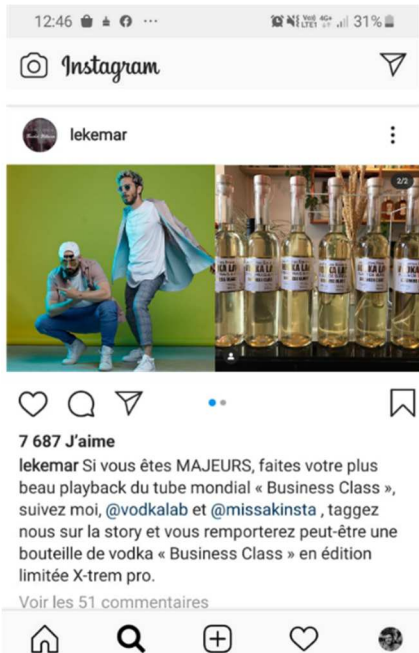 12:46
31%
Instagram
lekemar
2/2
7 687 J'aime
lekemar Si vous êtes MAJEURS, faites votre plus
beau playback du tube mondial « Business Class »,
suivez moi, @vodkalab et @missakinsta , taggez
nous sur la story et vous remporterez peut-être une
bouteille de vodka « Business Class » en édition
limitée X-trem pro.
Voir les 51 commentaires